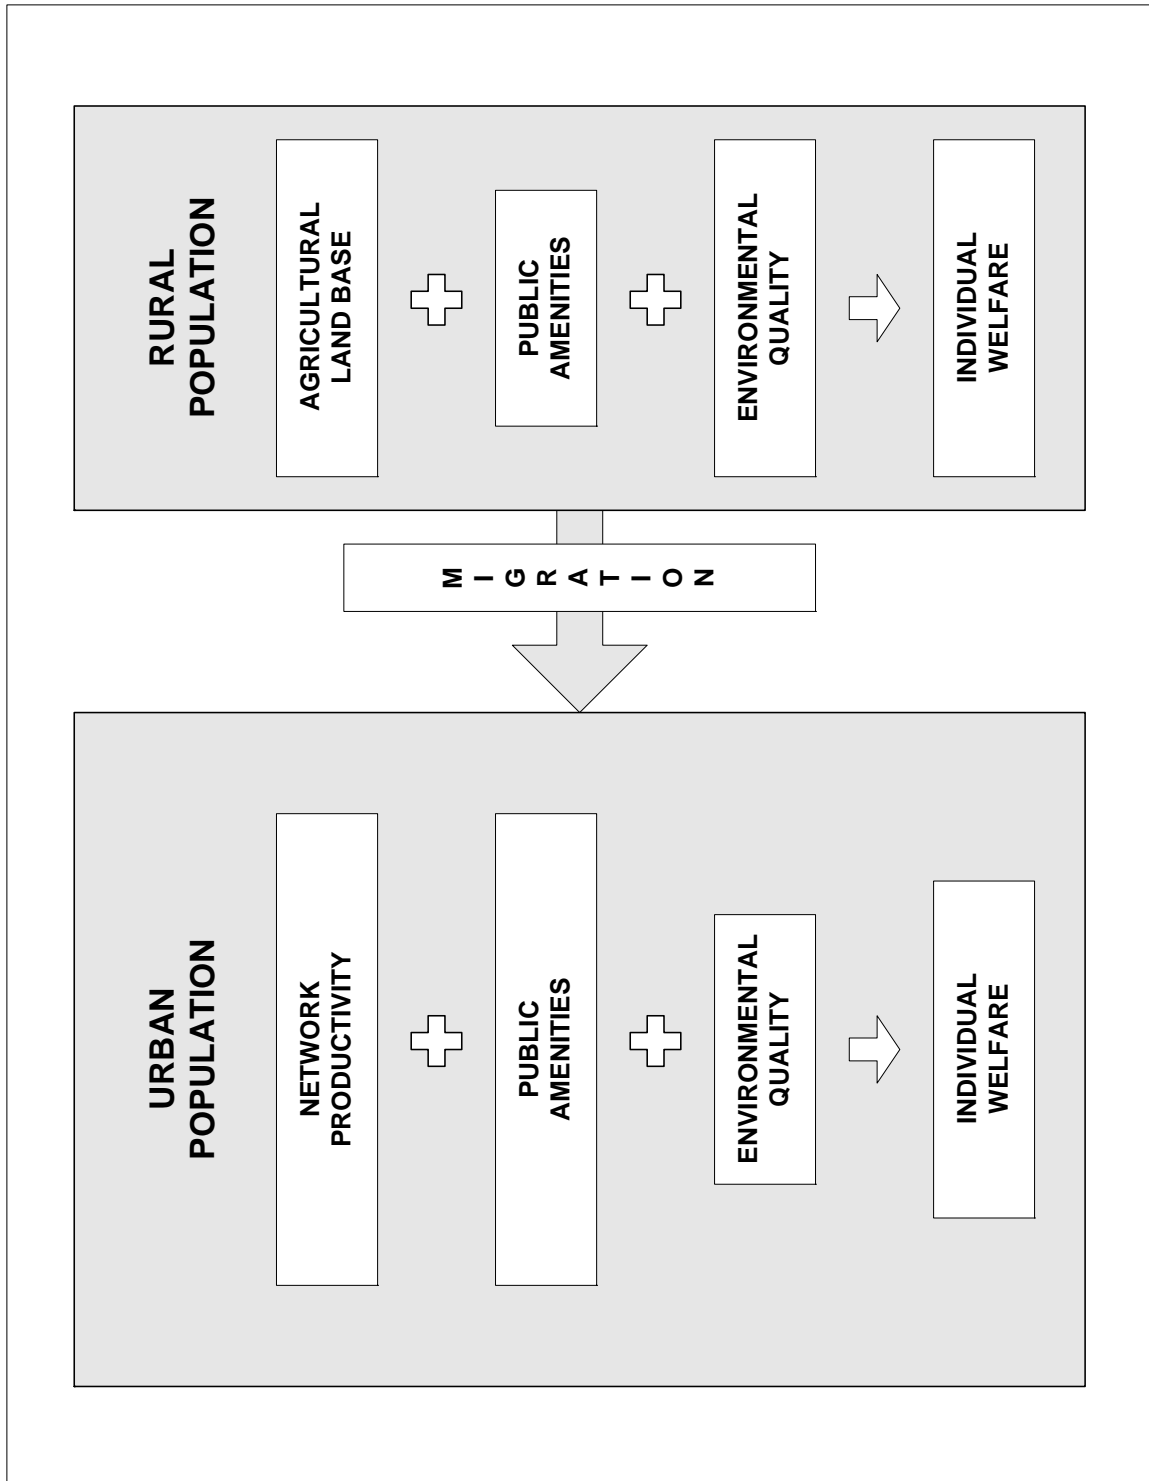 URBAN
POPULATION
NETWORK
PRODUCTIVITY
PUBLIC
AMENITIES
ENVIRONMENTAL
QUALITY
INDIVIDUAL
WELFARE
MIGRATION
RURAL
POPULATION
AGRICULTURAL
LAND BASE
PUBLIC
AMENITIES
ENVIRONMENTAL
QUALITY
INDIVIDUAL
WELFARE